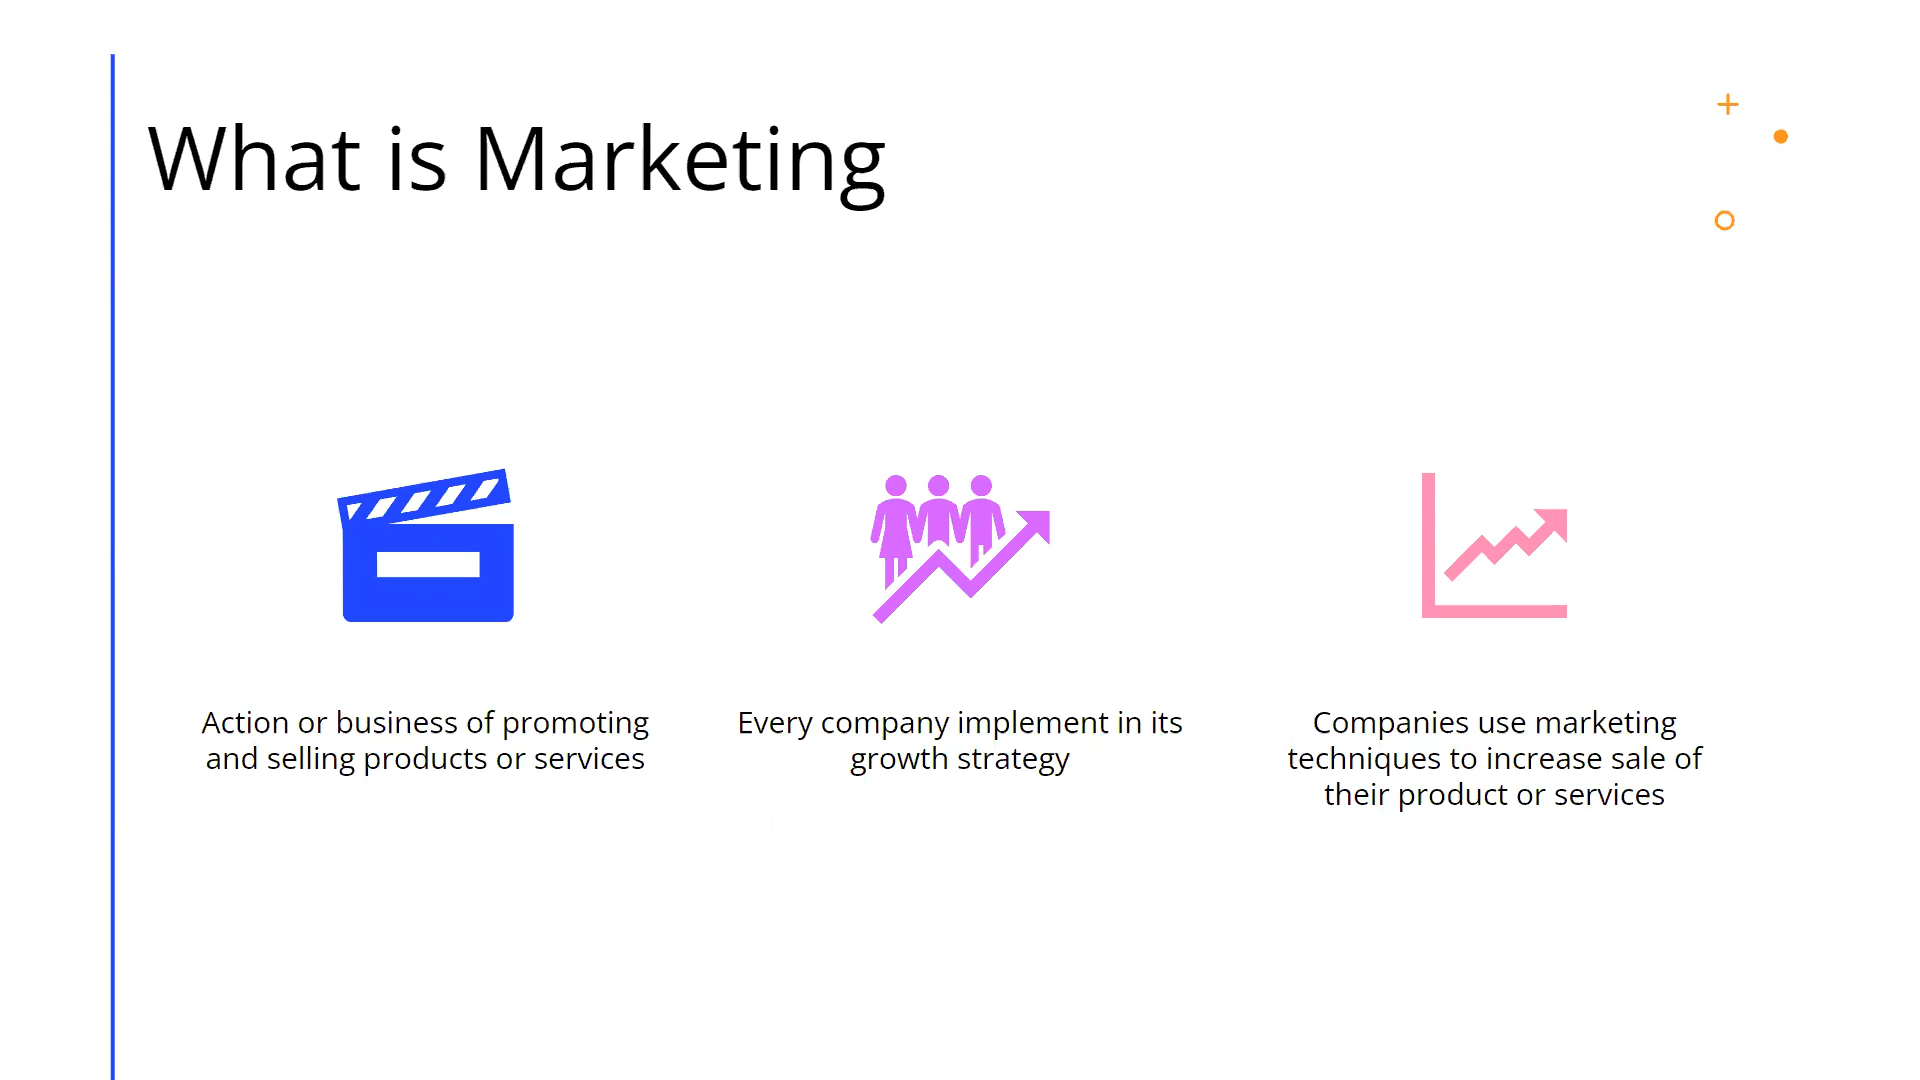 What is Marketing
Action or business of promoting
and selling products or services
Every company implement in its
growth strategy
Companies use marketing
techniques to increase sale of
their product or services